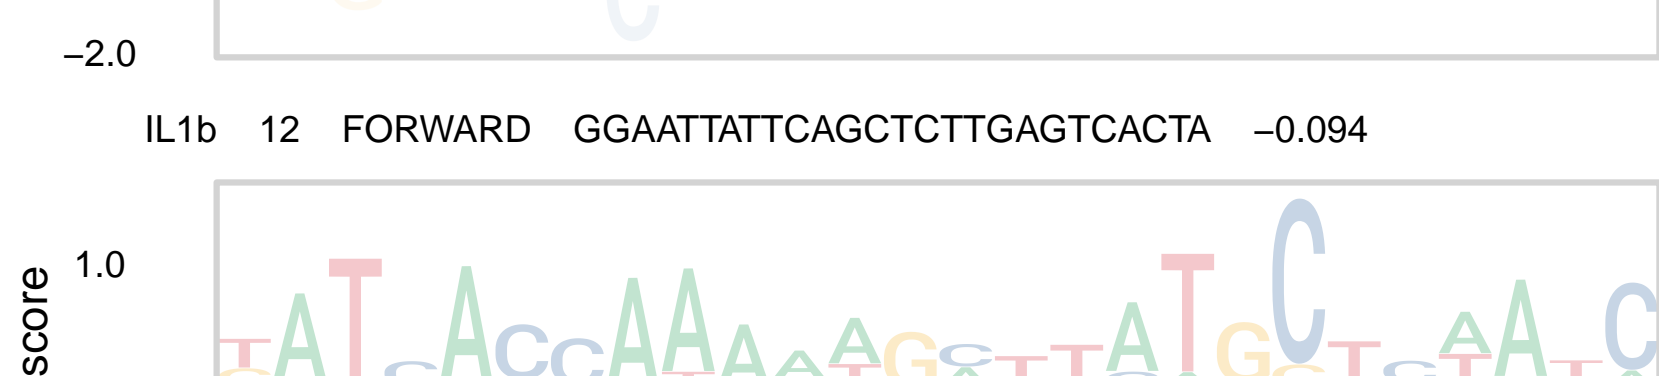 –2.0
IL1b 12 FORWARD GGAATTATTCAGCTCTTGAGTCACTA –0.094
1.0
score